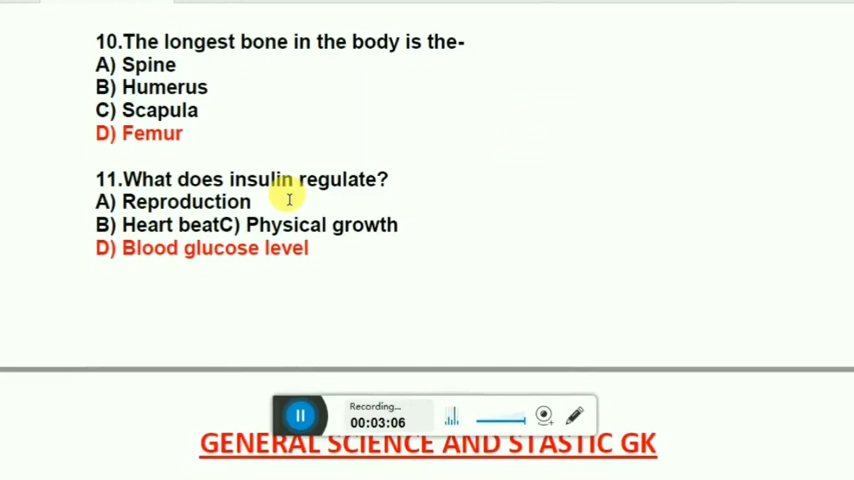 10.The longest bone in the body is the-
A) Spine
B) Humerus
C) Scapula
D) Femur
11.What does insulin regulate?
A) Reproduction
B) Heart beatC) Physical growth
D) Blood glucose level
Recording...
00:03:06
GENERAL SCIENCE AND STASTIC GK